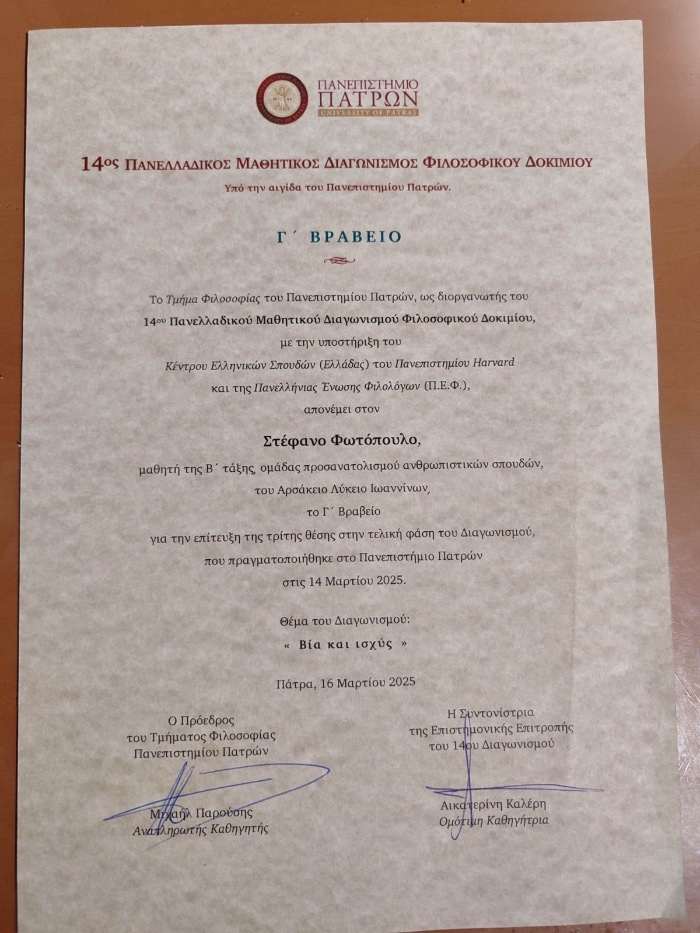 ΠΑΝΕΠΙΣΤΗΜΙΟ
ΠΑΤΡΩΝ
UNIVERSITY OF PATRAS
14ος ΠΑΝΕΛΛΑΔΙΚΟΣ ΜΑΘΗΤΙΚΟΣ ΔΙΑΓΩΝΙΣΜΟΣ ΦΙΛΟΣΟΦΙΚΟΥ ΔΟΚΙΜΙΟΥ
Υπό την αιγίδα του Πανεπιστημίου Πατρών.
Γ΄ ΒΡΑΒΕΙΟ
Το Τμήμα Φιλοσοφίας του Πανεπιστημίου Πατρών, ως διοργανωτής του
14ου Πανελλαδικού Μαθητικού Διαγωνισμού Φιλοσοφικού Δοκιμίου,
με την υποστήριξη του
Κέντρου Ελληνικών Σπουδών (Ελλάδας) του Πανεπιστημίου Harvard
και της Πανελλήνιας Ένωσης Φιλολόγων (Π.Ε.Φ.),
απονέμει στον
Στέφανο Φωτόπουλο,
μαθητή της Β΄ τάξης, ομάδας προσανατολισμού ανθρωπιστικών σπουδών,
του Αρσάκειο Λύκειο Ιωαννίνων,
το Γ΄ Βραβείο
για την επίτευξη της τρίτης θέσης στην τελική φάση του Διαγωνισμού,
που πραγματοποιήθηκε στο Πανεπιστήμιο Πατρών
στις 14 Μαρτίου 2025.
Θέμα του Διαγωνισμού:
« Βία και ισχύς »
Πάτρα, 16 Μαρτίου 2025
Ο Πρόεδρος
του Τμήματος Φιλοσοφίας
Πανεπιστημίου Πατρών
Μιχαήλ Παρούσης
Αναπληρωτής Καθηγητής
Η Συντονίστρια
της Επιστημονικής Επιτροπής
του 14ου Διαγωνισμού
Αικατερίνη Καλέρη
Ομότιμη Καθηγήτρια